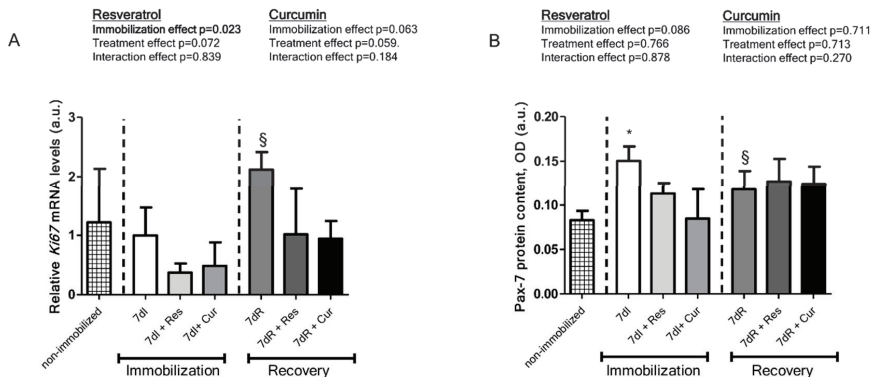 A
Resveratrol
Immobilization effect p=0.023
Treatment effect p=0.072
Interaction effect p=0.839
Curcumin
Immobilization effect p=0.063
Treatment effect p=0.059.
Interaction effect p=0.184
Relative Ki67 mRNA levels (a.u.)
3
2
1
0
§
non-immobilized
7dI
7dI + Res
7dI+ Cur
7dR
7dR + Res
7dR + Cur
Immobilization
Recovery
B
Resveratrol
Immobilization effect p=0.086
Treatment effect p=0.766
Interaction effect p=0.878
Curcumin
Immobilization effect p=0.711
Treatment effect p=0.713
Interaction effect p=0.270
Pax-7 protein content, OD (a.u.)
0.20
0.15
0.10
0.05
0.00
*
§
non-immobilized
7dI
7dI + Res
7dI + Cur
7dR
7dR + Res
7dR + Cur
Immobilization
Recovery